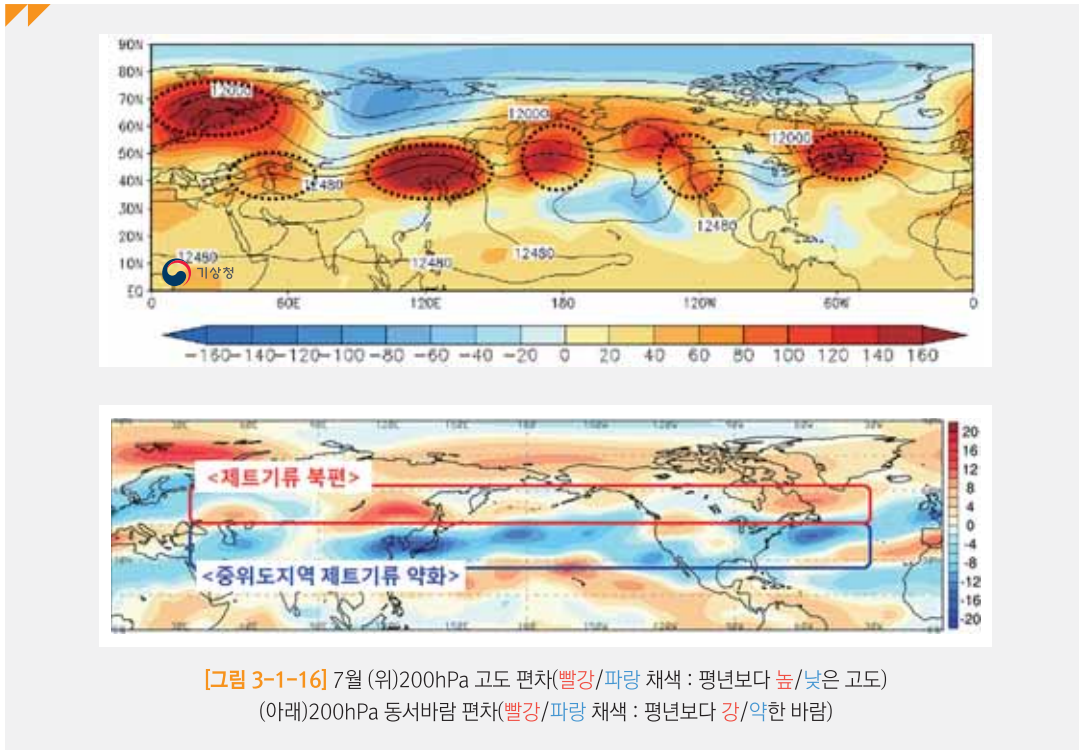 90N
80N
12000
70N
12000
60N
12000
50N
40N
12480
30N
12480
20N
12480
12480
12480
10N
기상청
EQ
0 60E 120E 180 120W 60W 0
-160 -140 -120 -100 -80 -60 -40 -20 0 20 40 60 80 100 120 140 160
20
16
12
8
4
0
-4
-8
-12
-16
-20
<제트기류 북편>
<중위도지역 제트기류 약화>
[그림 3-1-16] 7월 (위)200hPa 고도 편차(빨강/파랑 채색 : 평년보다 높/낮은 고도)
(아래)200hPa 동서바람 편차(빨강/파랑 채색 : 평년보다 강/약한 바람)